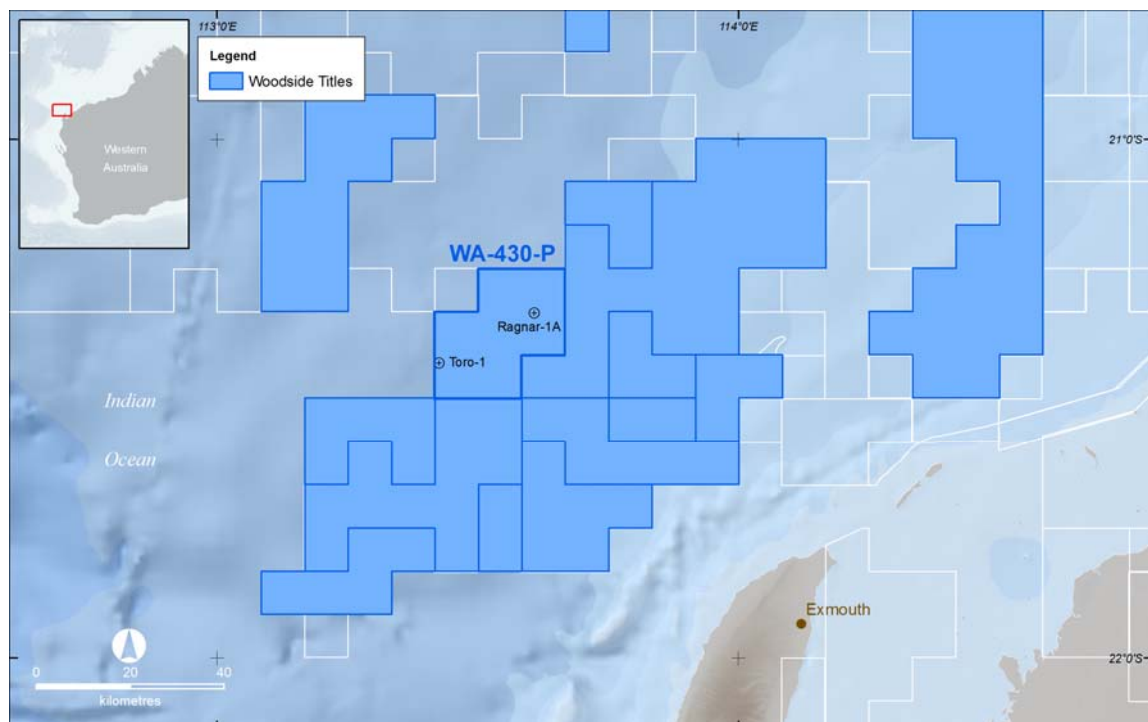 113°0'E
114°0'E
Legend
Woodside Titles
Western
Australia
21°0'S
WA-430-P
Ragnar-1A
Toro-1
Indian
Ocean
Exmouth
22°0'S
0
20
40
kilometres